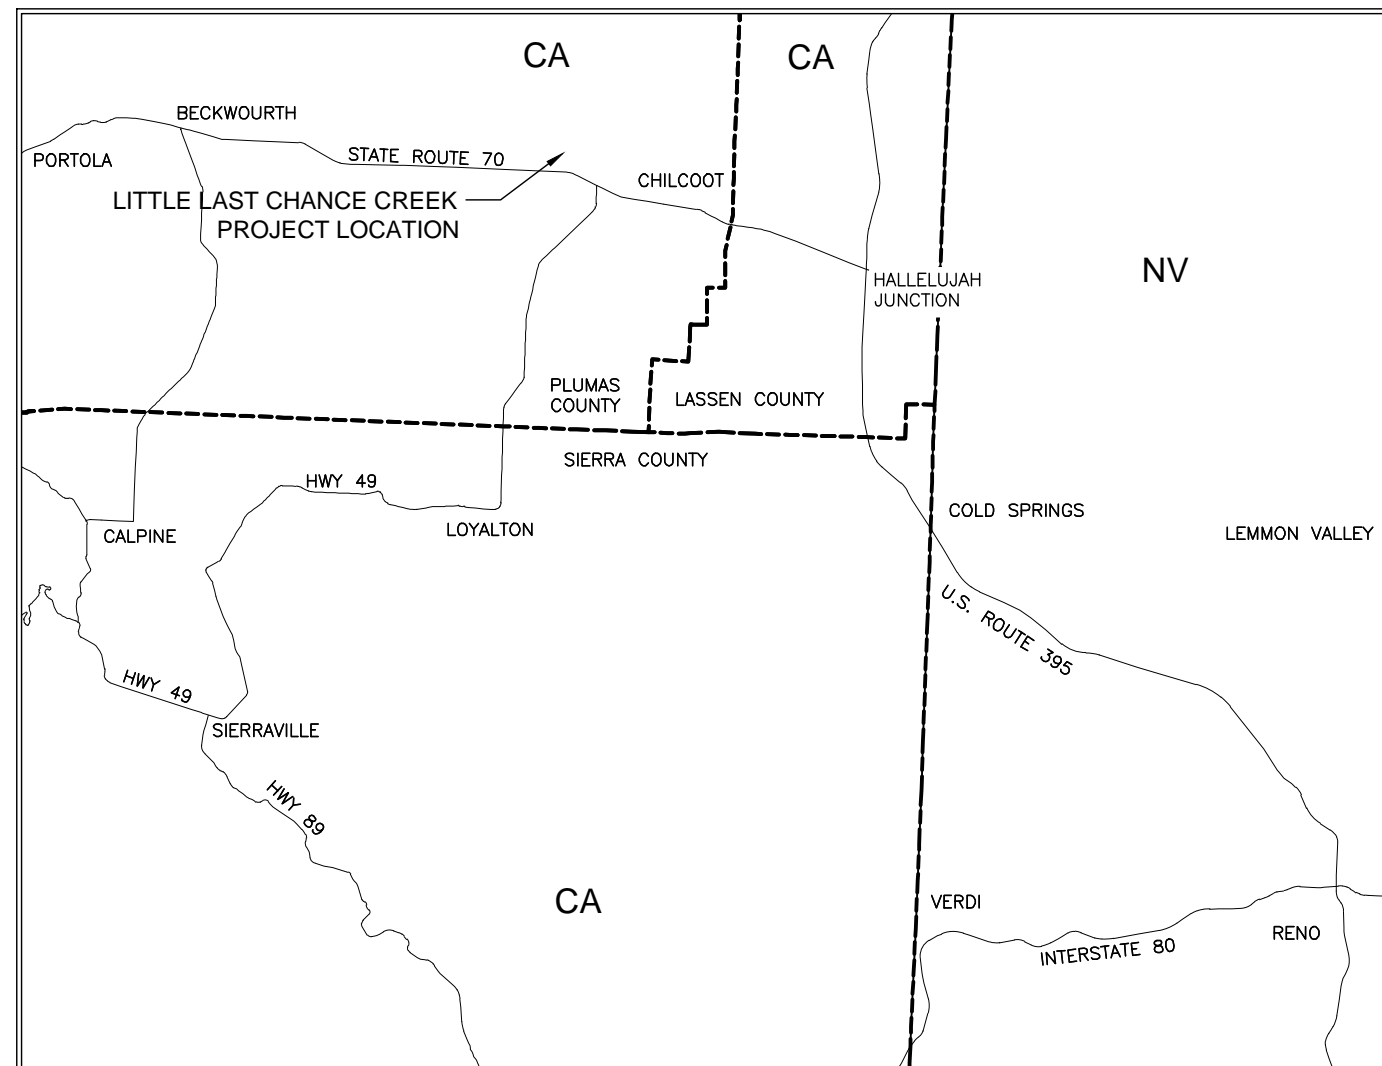 CA
CA
BECKWOURTH
PORTOLA
STATE ROUTE 70
CHILCOOT
LITTLE LAST CHANCE CREEK
PROJECT LOCATION
NV
HALLELUJAH
JUNCTION
PLUMAS
COUNTY
LASSEN COUNTY
SIERRA COUNTY
HWY 49
LOYALTON
CALPINE
COLD SPRINGS
LEMMON VALLEY
U.S. ROUTE 395
HWY 49
SIERRAVILLE
HWY 89
CA
VERDI
RENO
INTERSTATE 80